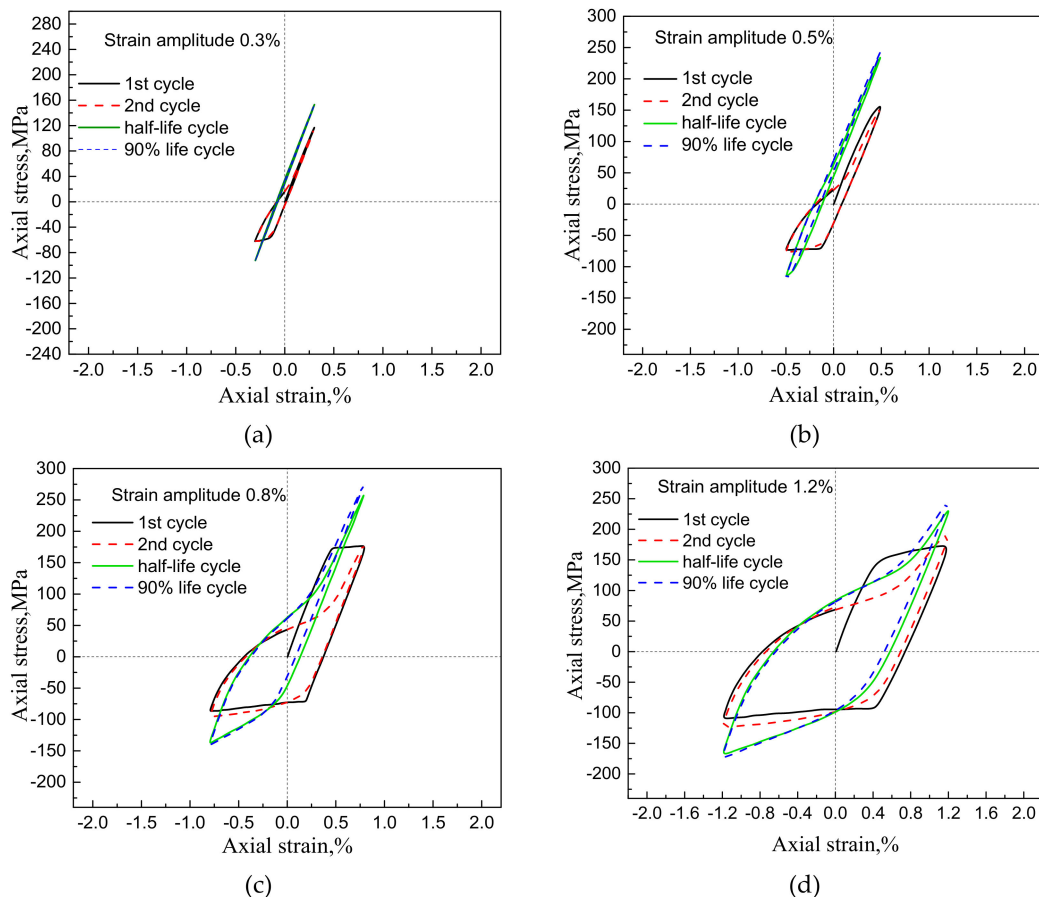 Strain amplitude 0.3%
1st cycle
2nd cycle
half-life cycle
90% life cycle
Axial stress,MPa
280
240
200
160
120
80
40
0
-40
-80
-120
-160
-200
-240
-2.0 -1.5 -1.0 -0.5 0.0 0.5 1.0 1.5 2.0
Axial strain,%
(a)
Strain amplitude 0.5%
1st cycle
2nd cycle
half-life cycle
90% life cycle
Axial stress,MPa
300
250
200
150
100
50
0
-50
-100
-150
-200
-2.0 -1.5 -1.0 -0.5 0.0 0.5 1.0 1.5 2.0
Axial strain,%
(b)
Strain amplitude 0.8%
1st cycle
2nd cycle
half-life cycle
90% life cycle
Axial stress,MPa
300
250
200
150
100
50
0
-50
-100
-150
-200
-2.0 -1.5 -1.0 -0.5 0.0 0.5 1.0 1.5 2.0
Axial strain,%
(c)
Strain amplitude 1.2%
1st cycle
2nd cycle
half-life cycle
90% life cycle
Axial stress,MPa
300
250
200
150
100
50
0
-50
-100
-150
-200
-2.0 -1.6 -1.2 -0.8 -0.4 0.0 0.4 0.8 1.2 1.6 2.0
Axial strain,%
(d)